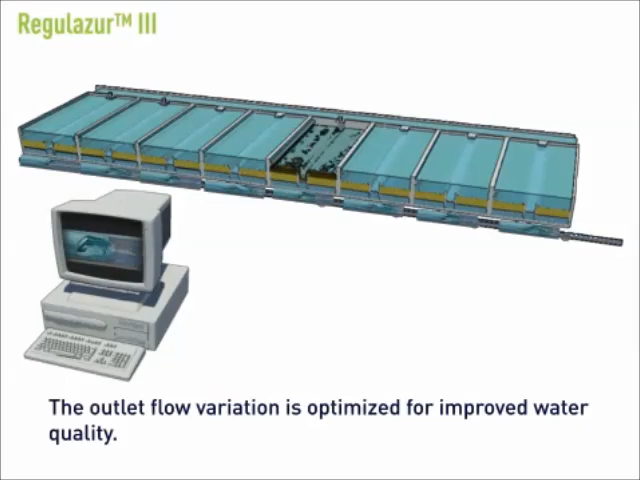 Regulazur™ III
The outlet flow variation is optimized for improved water
quality.